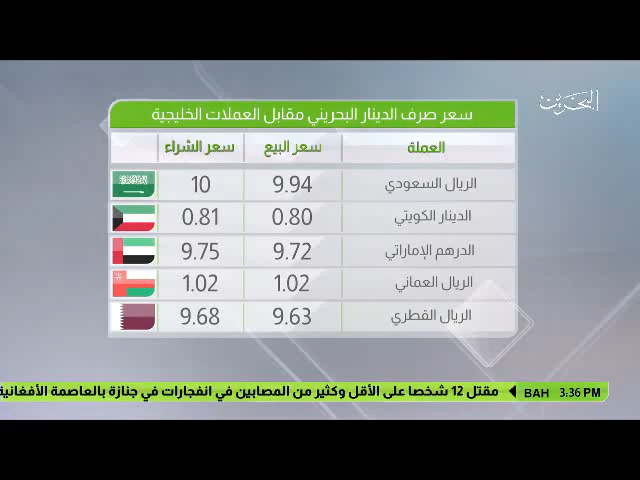 البحرين
سعر صرف الدينار البحريني مقابل العملات الخليجية
العملة سعر البيع سعر الشراء
الريال السعودي 9.94 10
الدينار الكويتي 0.80 0.81
الدرهم الإماراتي 9.72 9.75
الريال العماني 1.02 1.02
الريال القطري 9.63 9.68
3:36 PM BAH مقتل 12 شخصا على الأقل وكثير من المصابين في انفجارات في جنازة بالعاصمة الأفغانية